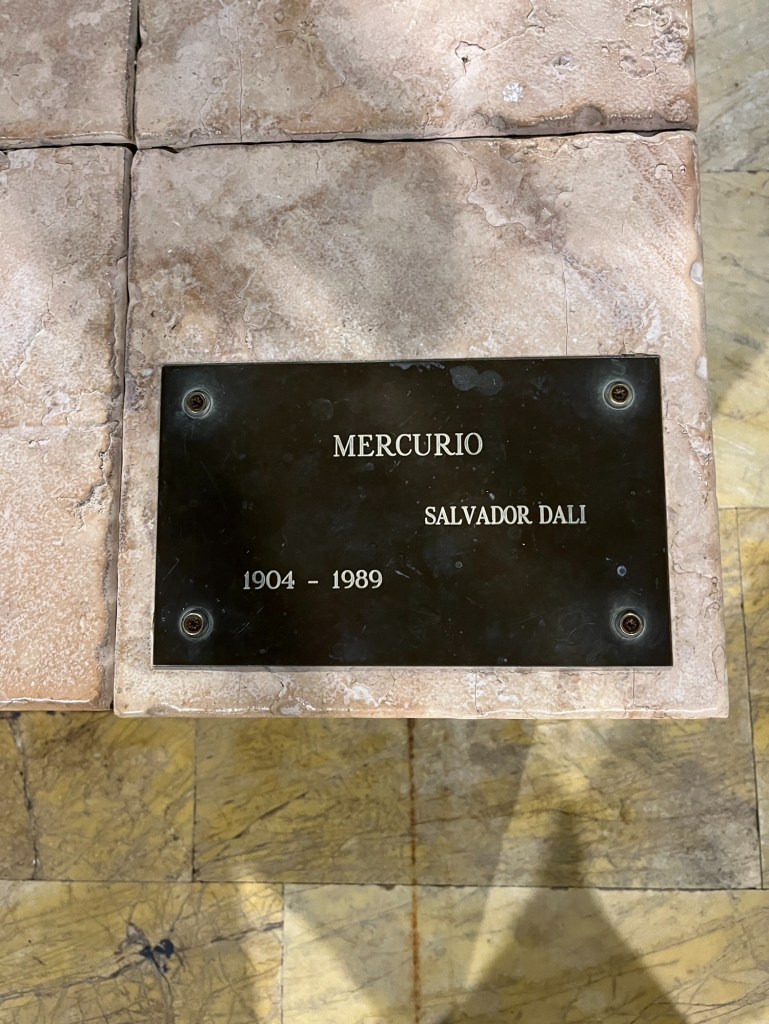 MERCURIO
SALVADOR DALI
1904 - 1989